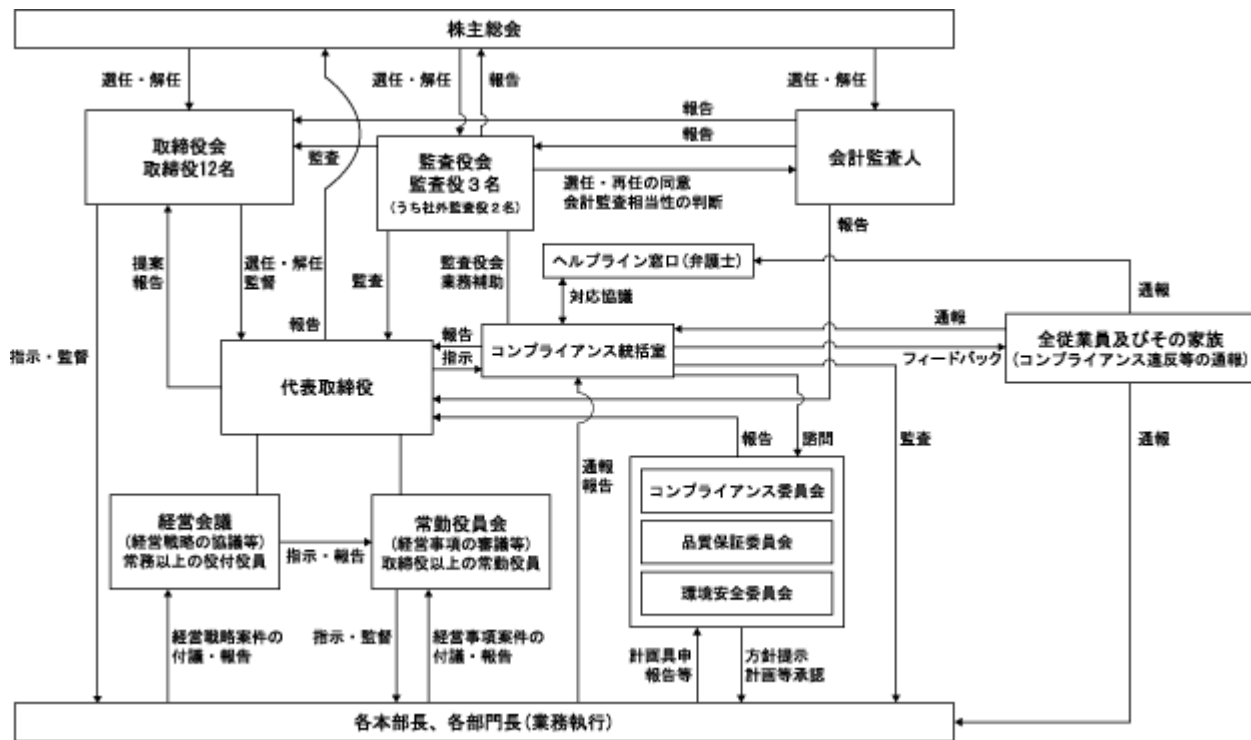 株主総会
選任・解任
選任・解任
報告
選任・解任
取締役会
取締役12名
監査
監査役会
監査役３名
(うち社外監査役２名)
報告
報告
会計監査人
選任・再任の同意
会計監査相当性の判断
報告
提案
報告
選任・解任
監督
報告
監査
監査役会
業務補助
ヘルプライン窓口(弁護士)
対応協議
通報
指示・監督
代表取締役
報告
指示
コンプライアンス統括室
通報
フィードバック
全従業員及びその家族
(コンプライアンス違反等の通報)
通報
報告
報告
諮問
監査
通報
経営会議
(経営戦略の協議等)
常務以上の役付役員
指示・報告
常勤役員会
(経営事項の審議等)
取締役以上の常勤役員
コンプライアンス委員会
品質保証委員会
環境安全委員会
経営戦略案件の
付議・報告
指示・監督
経営事項案件の
付議・報告
計画具申
報告等
方針提示
計画等承認
各本部長、各部門長(業務執行)